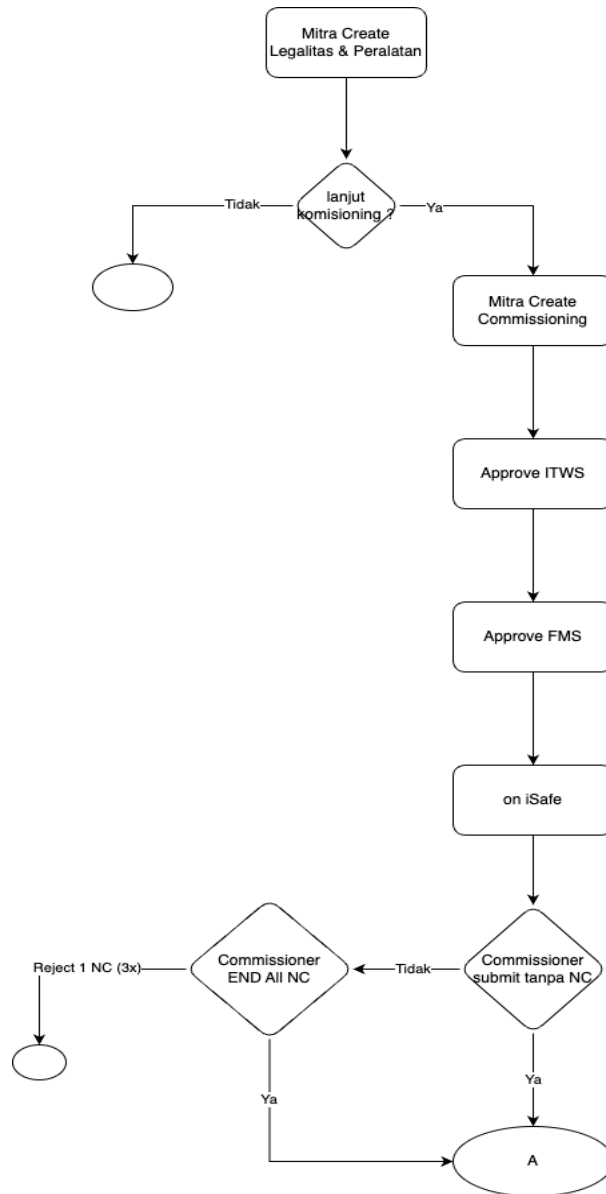 Mitra Create
Legalitas & Peralatan
lanjut
komisioning ?
Tidak
Ya
Mitra Create
Commissioning
Approve ITWS
Approve FMS
on iSafe
Commissioner
submit tanpa NC
Tidak
Commissioner
END All NC
Reject 1 NC (3x)
Ya
Ya
A